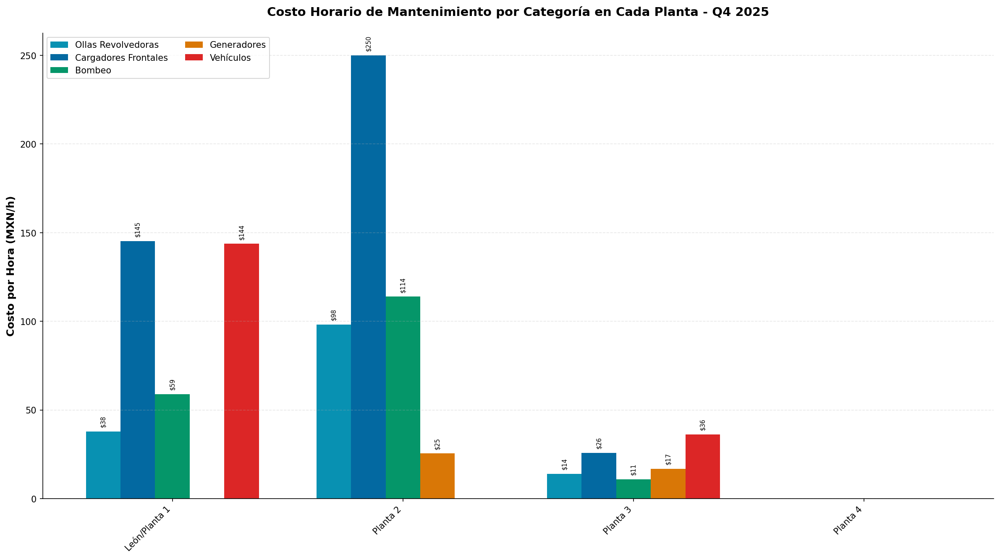 Costo Horario de Mantenimiento por Categoría en Cada Planta - Q4 2025
Ollas Revolvedoras
Cargadores Frontales
Bombeo
Generadores
Vehículos
Costo por Hora (MXN/h)
250
200
150
100
50
0
$38
$145
$59
$144
$98
$250
$114
$25
$14
$26
$11
$17
$36
León/Planta 1
Planta 2
Planta 3
Planta 4